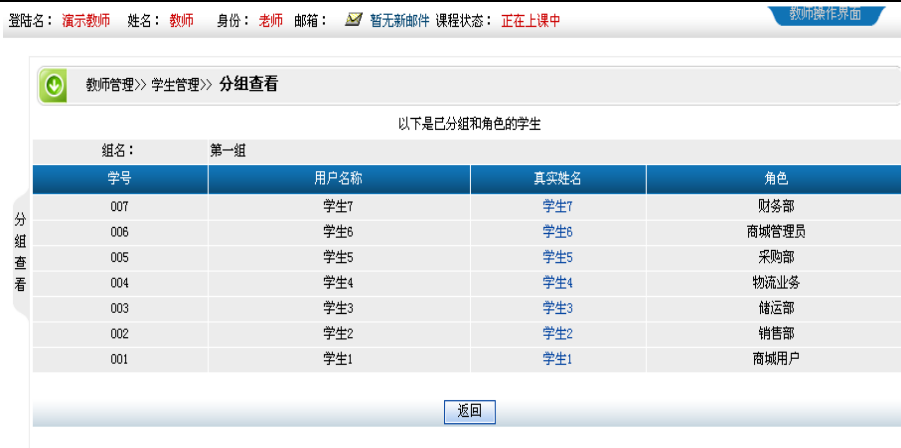 登陆名： 演示教师 姓名： 教师 身份： 老师 邮箱： 暂无新邮件 课程状态： 正在上课中
教师操作界面
教师管理>> 学生管理>> 分组查看
以下是已分组和角色的学生
组名： 第一组
学号 用户名称 真实姓名 角色
007 学生7 学生7 财务部
006 学生6 学生6 商城管理员
005 学生5 学生5 采购部
004 学生4 学生4 物流业务
003 学生3 学生3 储运部
002 学生2 学生2 销售部
001 学生1 学生1 商城用户
分组查看
返回